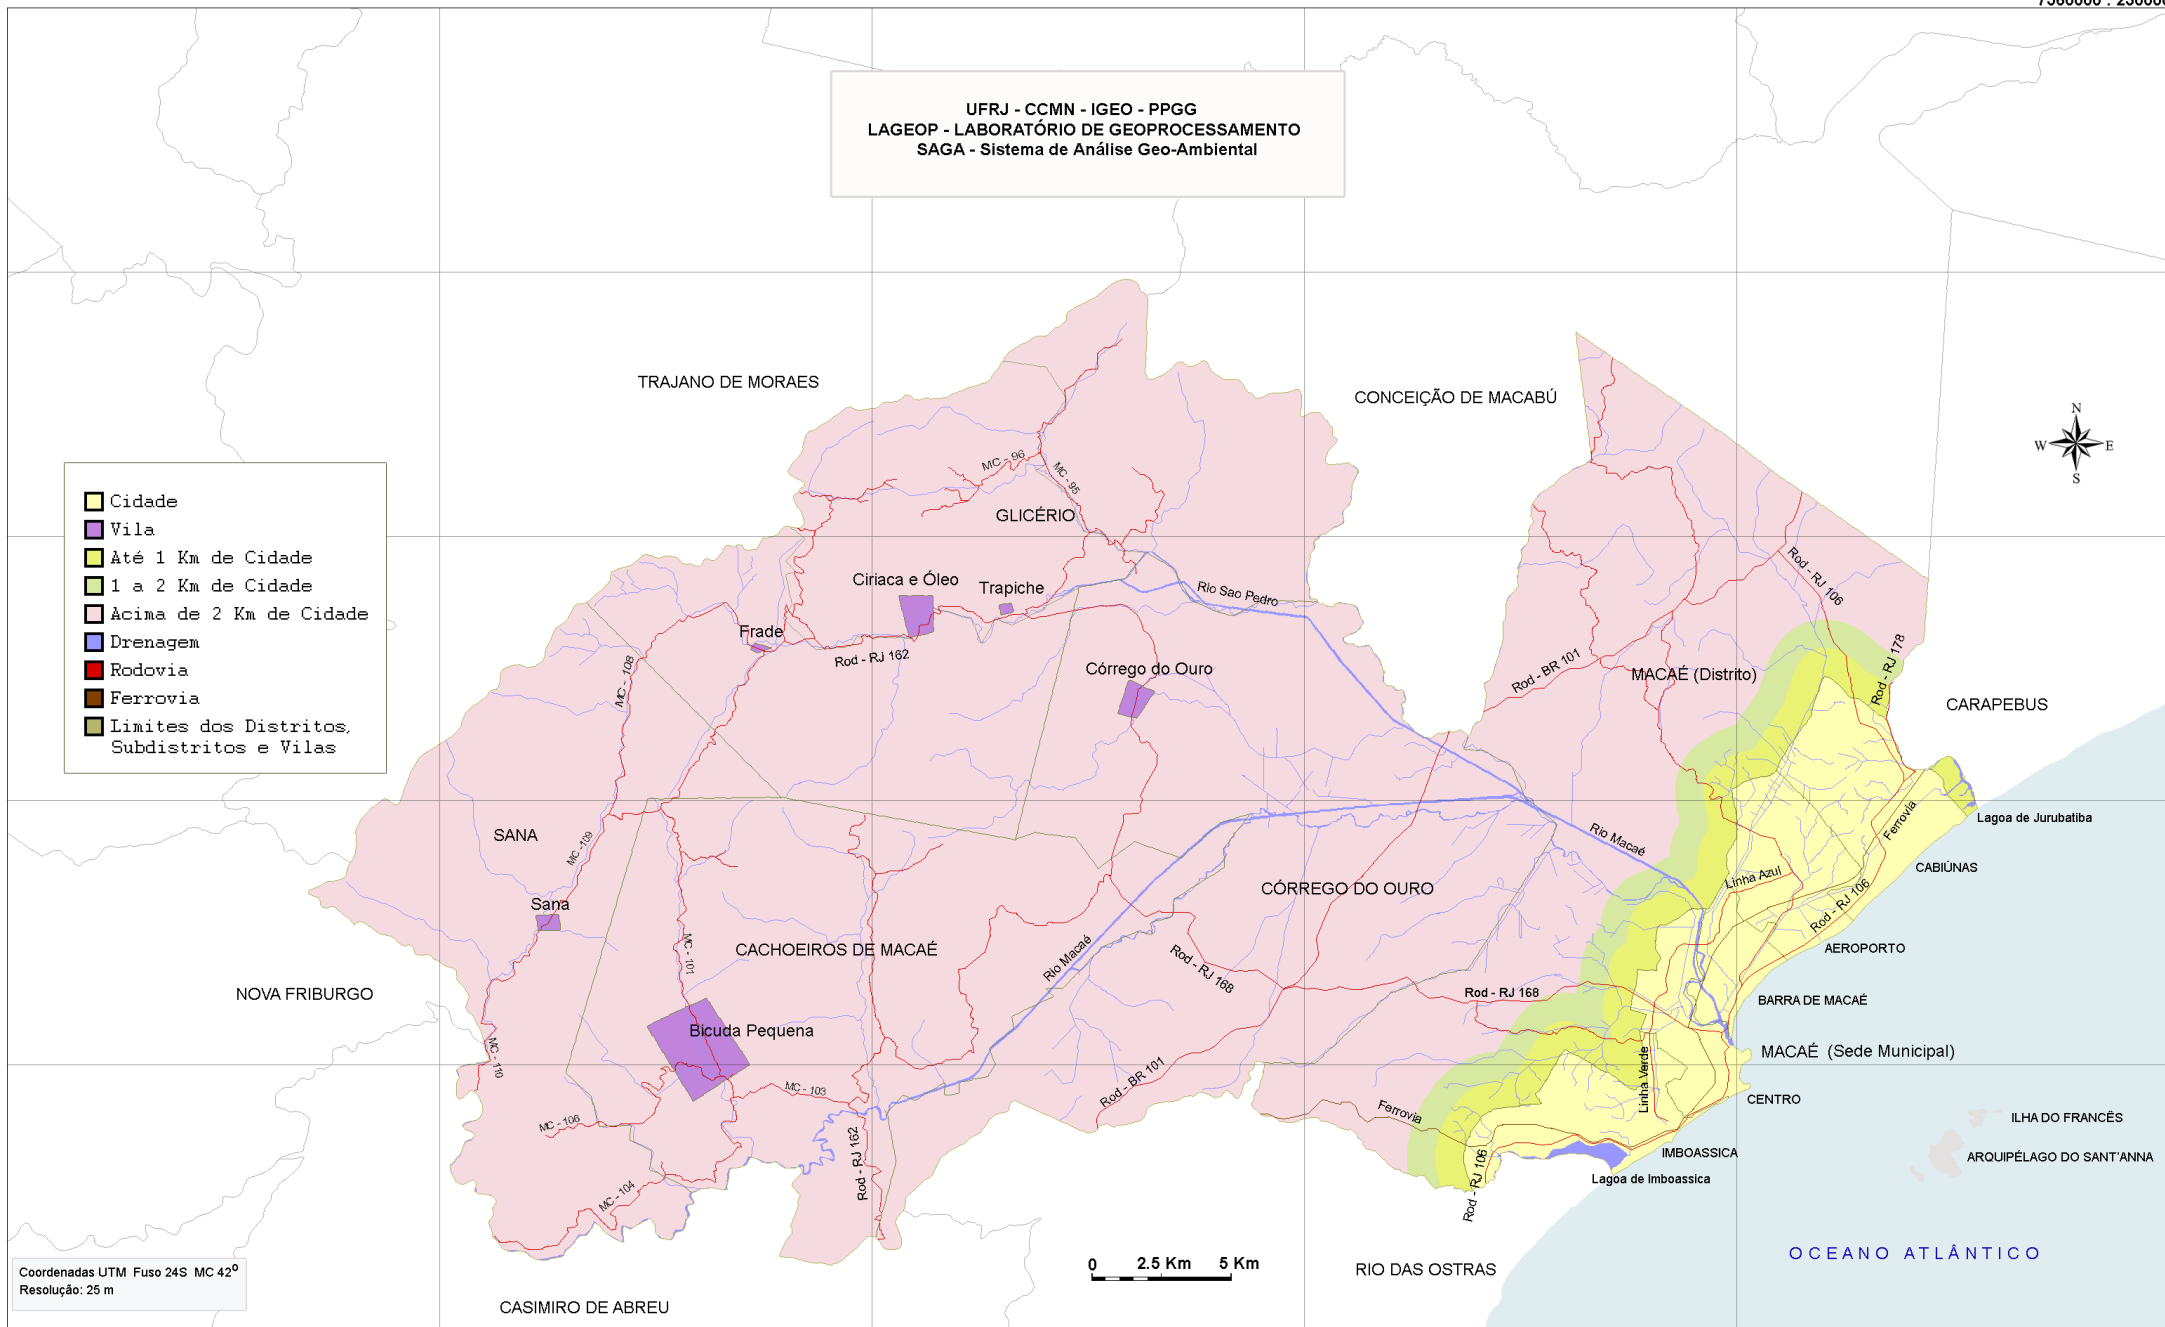 UFRJ - CCMN - IGEO - PPGG
LAGEOP - LABORATÓRIO DE GEOPROCESSAMENTO
SAGA - Sistema de Análise Geo-Ambiental
TRAJANO DE MORAES
CONCEIÇÃO DE MACABÚ
N
W
E
S
Cidade
Vila
Até 1 Km de Cidade
1 a 2 Km de Cidade
Acima de 2 Km de Cidade
Drenagem
Rodovia
Ferrovia
Limites dos Distritos,
Subdistritos e Vilas
MC - 96
MC - 95
GLICÉRIO
Ciriaca e Óleo
Trapiche
Rio Sao Pedro
Rod - RJ 106
Frade
Rod - RJ 162
MC - 108
Córrego do Ouro
Rod - BR 101
MACAÉ (Distrito)
Rod - RJ 178
CARAPEBUS
SANA
MC -109
Rio Macaé
Ferrovia
Lagoa de Jurubatiba
CABIÚNAS
Linha Azul
Rod - RJ 106
Sana
CÓRREGO DO OURO
CACHOEIROS DE MACAÉ
MC - 101
Rio Macaé
Rod - RJ 168
Rod - RJ 168
AEROPORTO
NOVA FRIBURGO
BARRA DE MACAÉ
Bicuda Pequena
MC - 110
MACAÉ (Sede Municipal)
Linha Verde
MC - 103
Rod - BR 101
CENTRO
Ferrovia
MC - 106
ILHA DO FRANCÊS
Rod - RJ 162
IMBOASSICA
ARQUIPÉLAGO DO SANT'ANNA
MC - 104
Rod - RJ 106
Lagoa de Imboassica
OCEANO ATLÂNTICO
0 2.5 Km 5 Km
RIO DAS OSTRAS
Coordenadas UTM Fuso 24S MC 42º
Resolução: 25 m
CASIMIRO DE ABREU